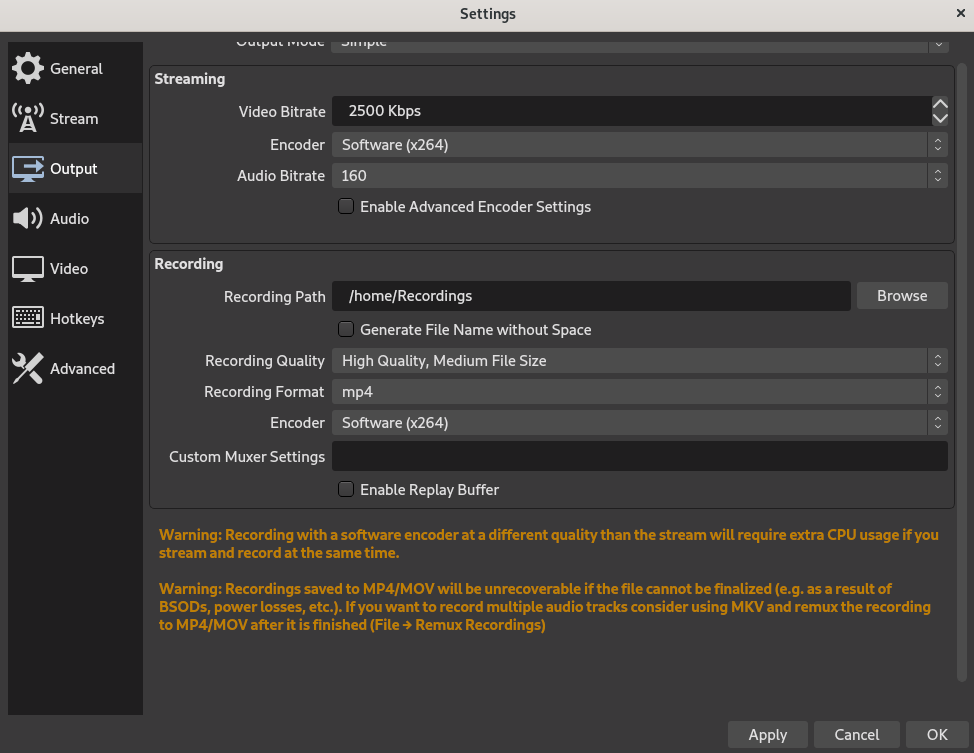 Settings
General
Stream
Output
Audio
Video
Hotkeys
Advanced
Output Mode Simple
Streaming
Video Bitrate 2500 Kbps
Encoder Software (x264)
Audio Bitrate 160
Enable Advanced Encoder Settings
Recording
Recording Path /home/Recordings Browse
Generate File Name without Space
Recording Quality High Quality, Medium File Size
Recording Format mp4
Encoder Software (x264)
Custom Muxer Settings
Enable Replay Buffer
Warning: Recording with a software encoder at a different quality than the stream will require extra CPU usage if you
stream and record at the same time.
Warning: Recordings saved to MP4/MOV will be unrecoverable if the file cannot be finalized (e.g. as a result of
BSODs, power losses, etc.). If you want to record multiple audio tracks consider using MKV and remux the recording
to MP4/MOV after it is finished (File → Remux Recordings)
Apply Cancel OK